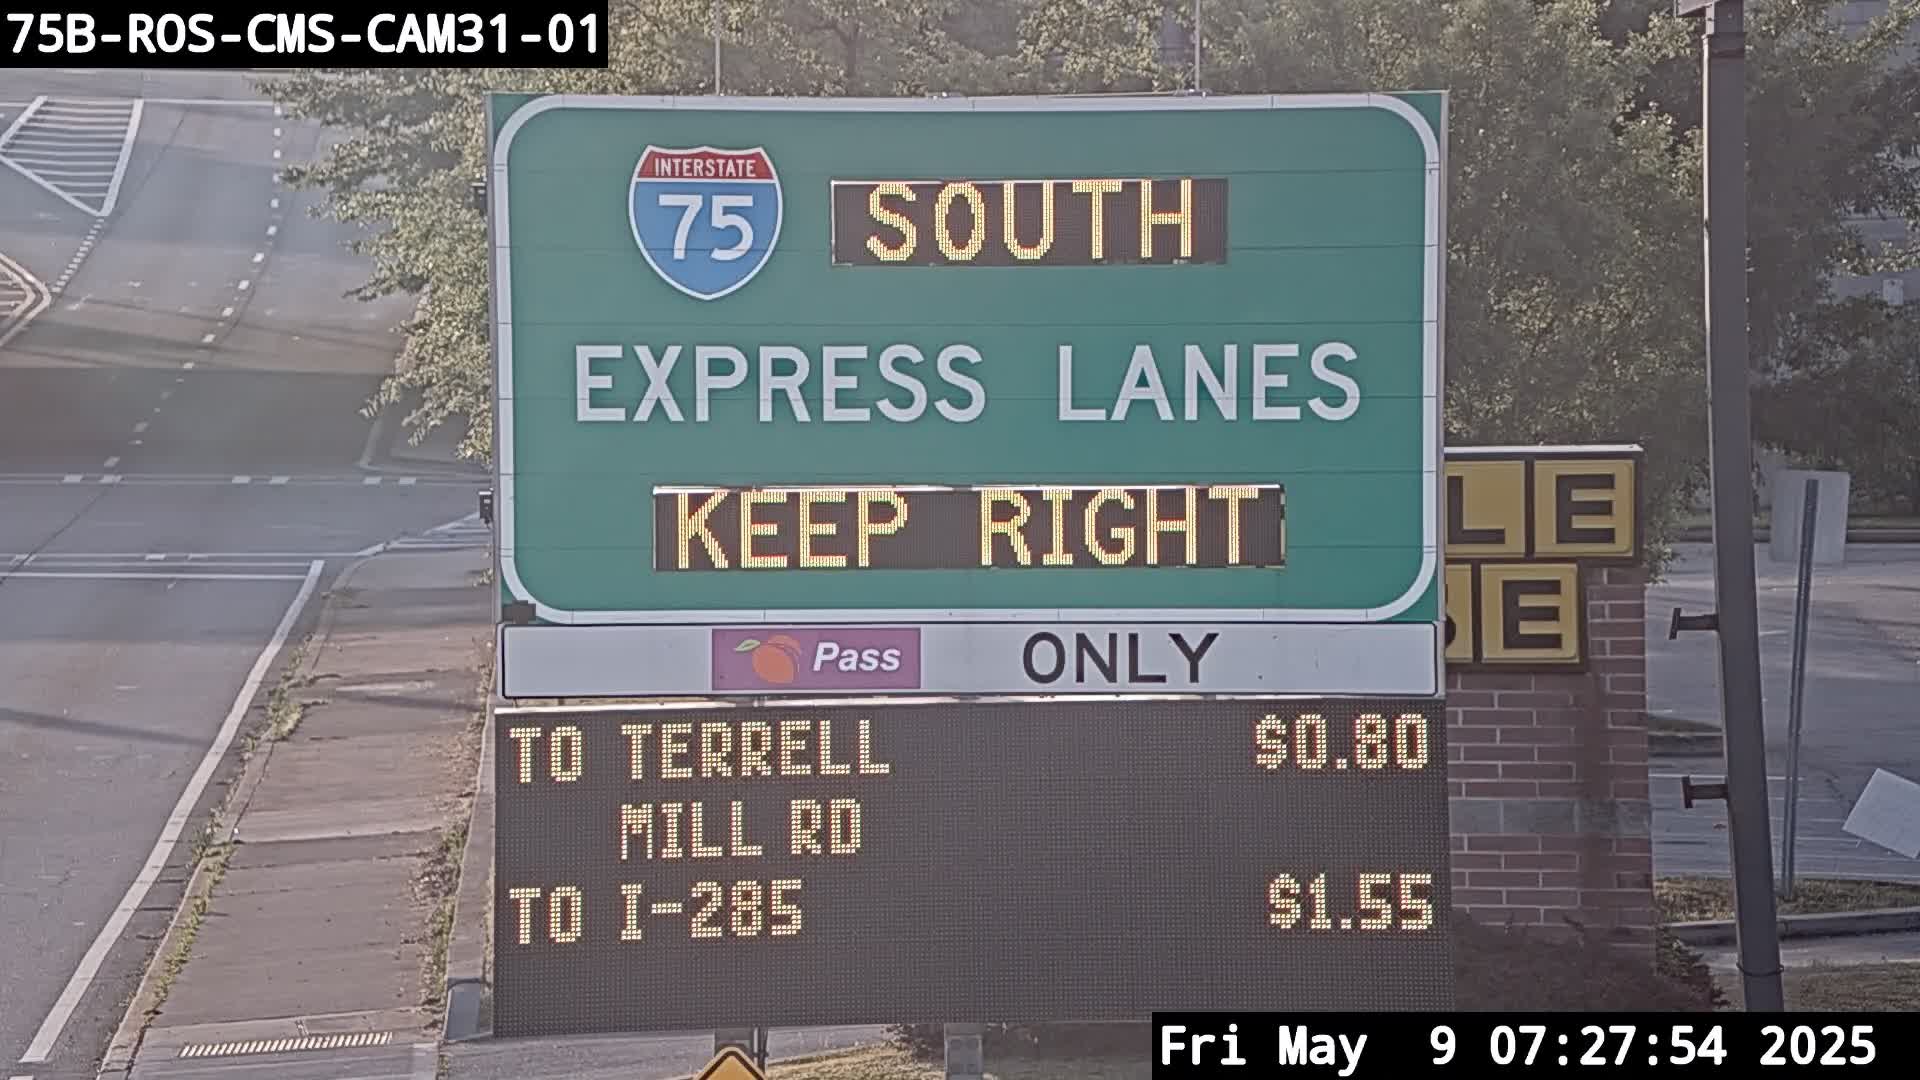 75B-ROS-CMS-CAM31-01
INTERSTATE
75
SOUTH
EXPRESS LANES
KEEP RIGHT
LE
E
Pass ONLY
TO TERRELL $0.80
MILL RD
TO I-285 $1.55
Fri May 9 07:27:54 2025